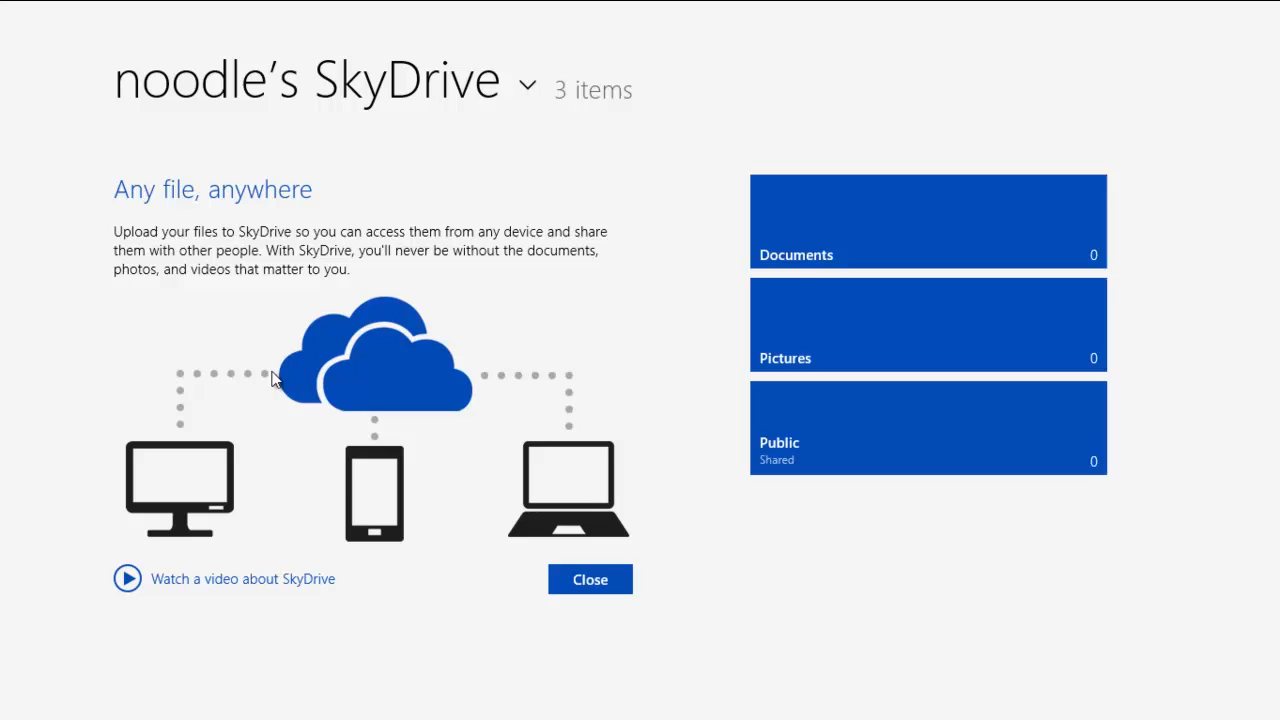 noodle's SkyDrive
3 items
Any file, anywhere
Upload your files to SkyDrive so you can access them from any device and share
them with other people. With SkyDrive, you'll never be without the documents,
photos, and videos that matter to you.
Watch a video about SkyDrive
Close
Documents
0
Pictures
0
Public
Shared
0